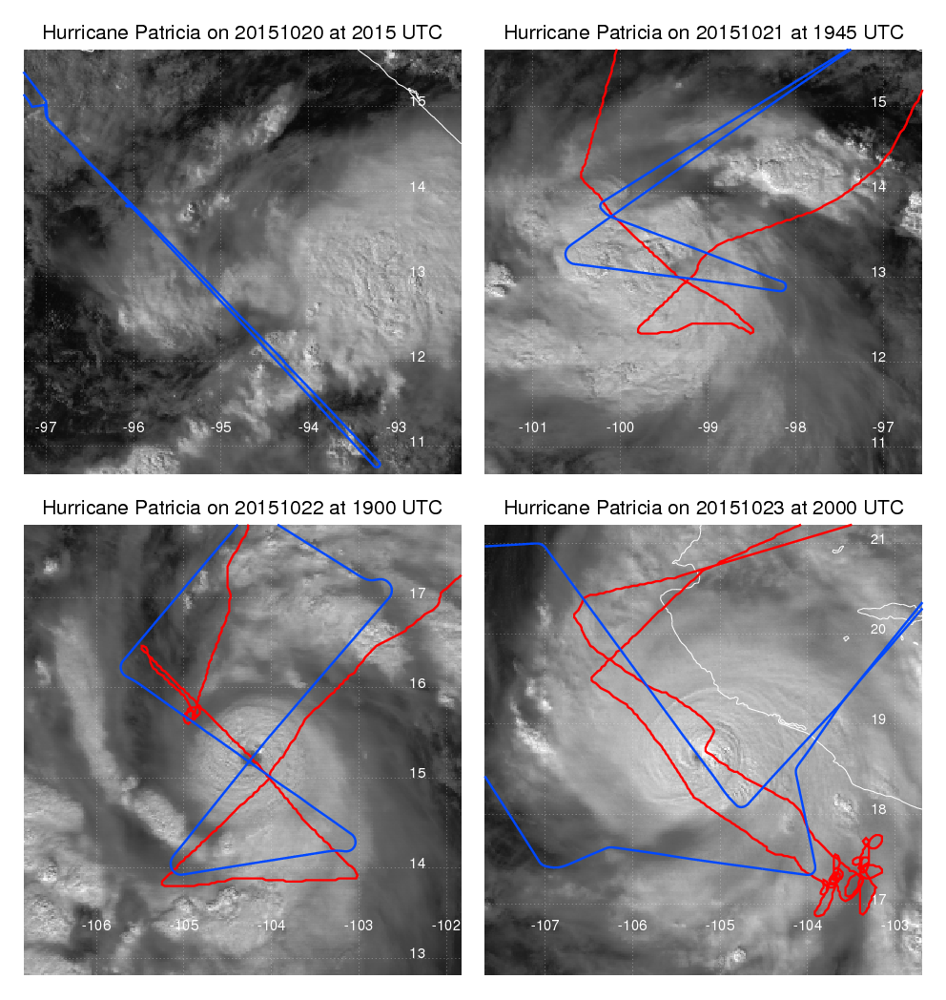 Hurricane Patricia on 20151020 at 2015 UTC
15
14
13
12
-97 -96 -95 -94 -93
11
Hurricane Patricia on 20151021 at 1945 UTC
15
14
13
12
-101 -100 -99 -98 -97
11
Hurricane Patricia on 20151022 at 1900 UTC
17
16
15
14
-106 -105 -104 -103 -102
13
Hurricane Patricia on 20151023 at 2000 UTC
21
20
19
18
17
-107 -106 -105 -104 -103